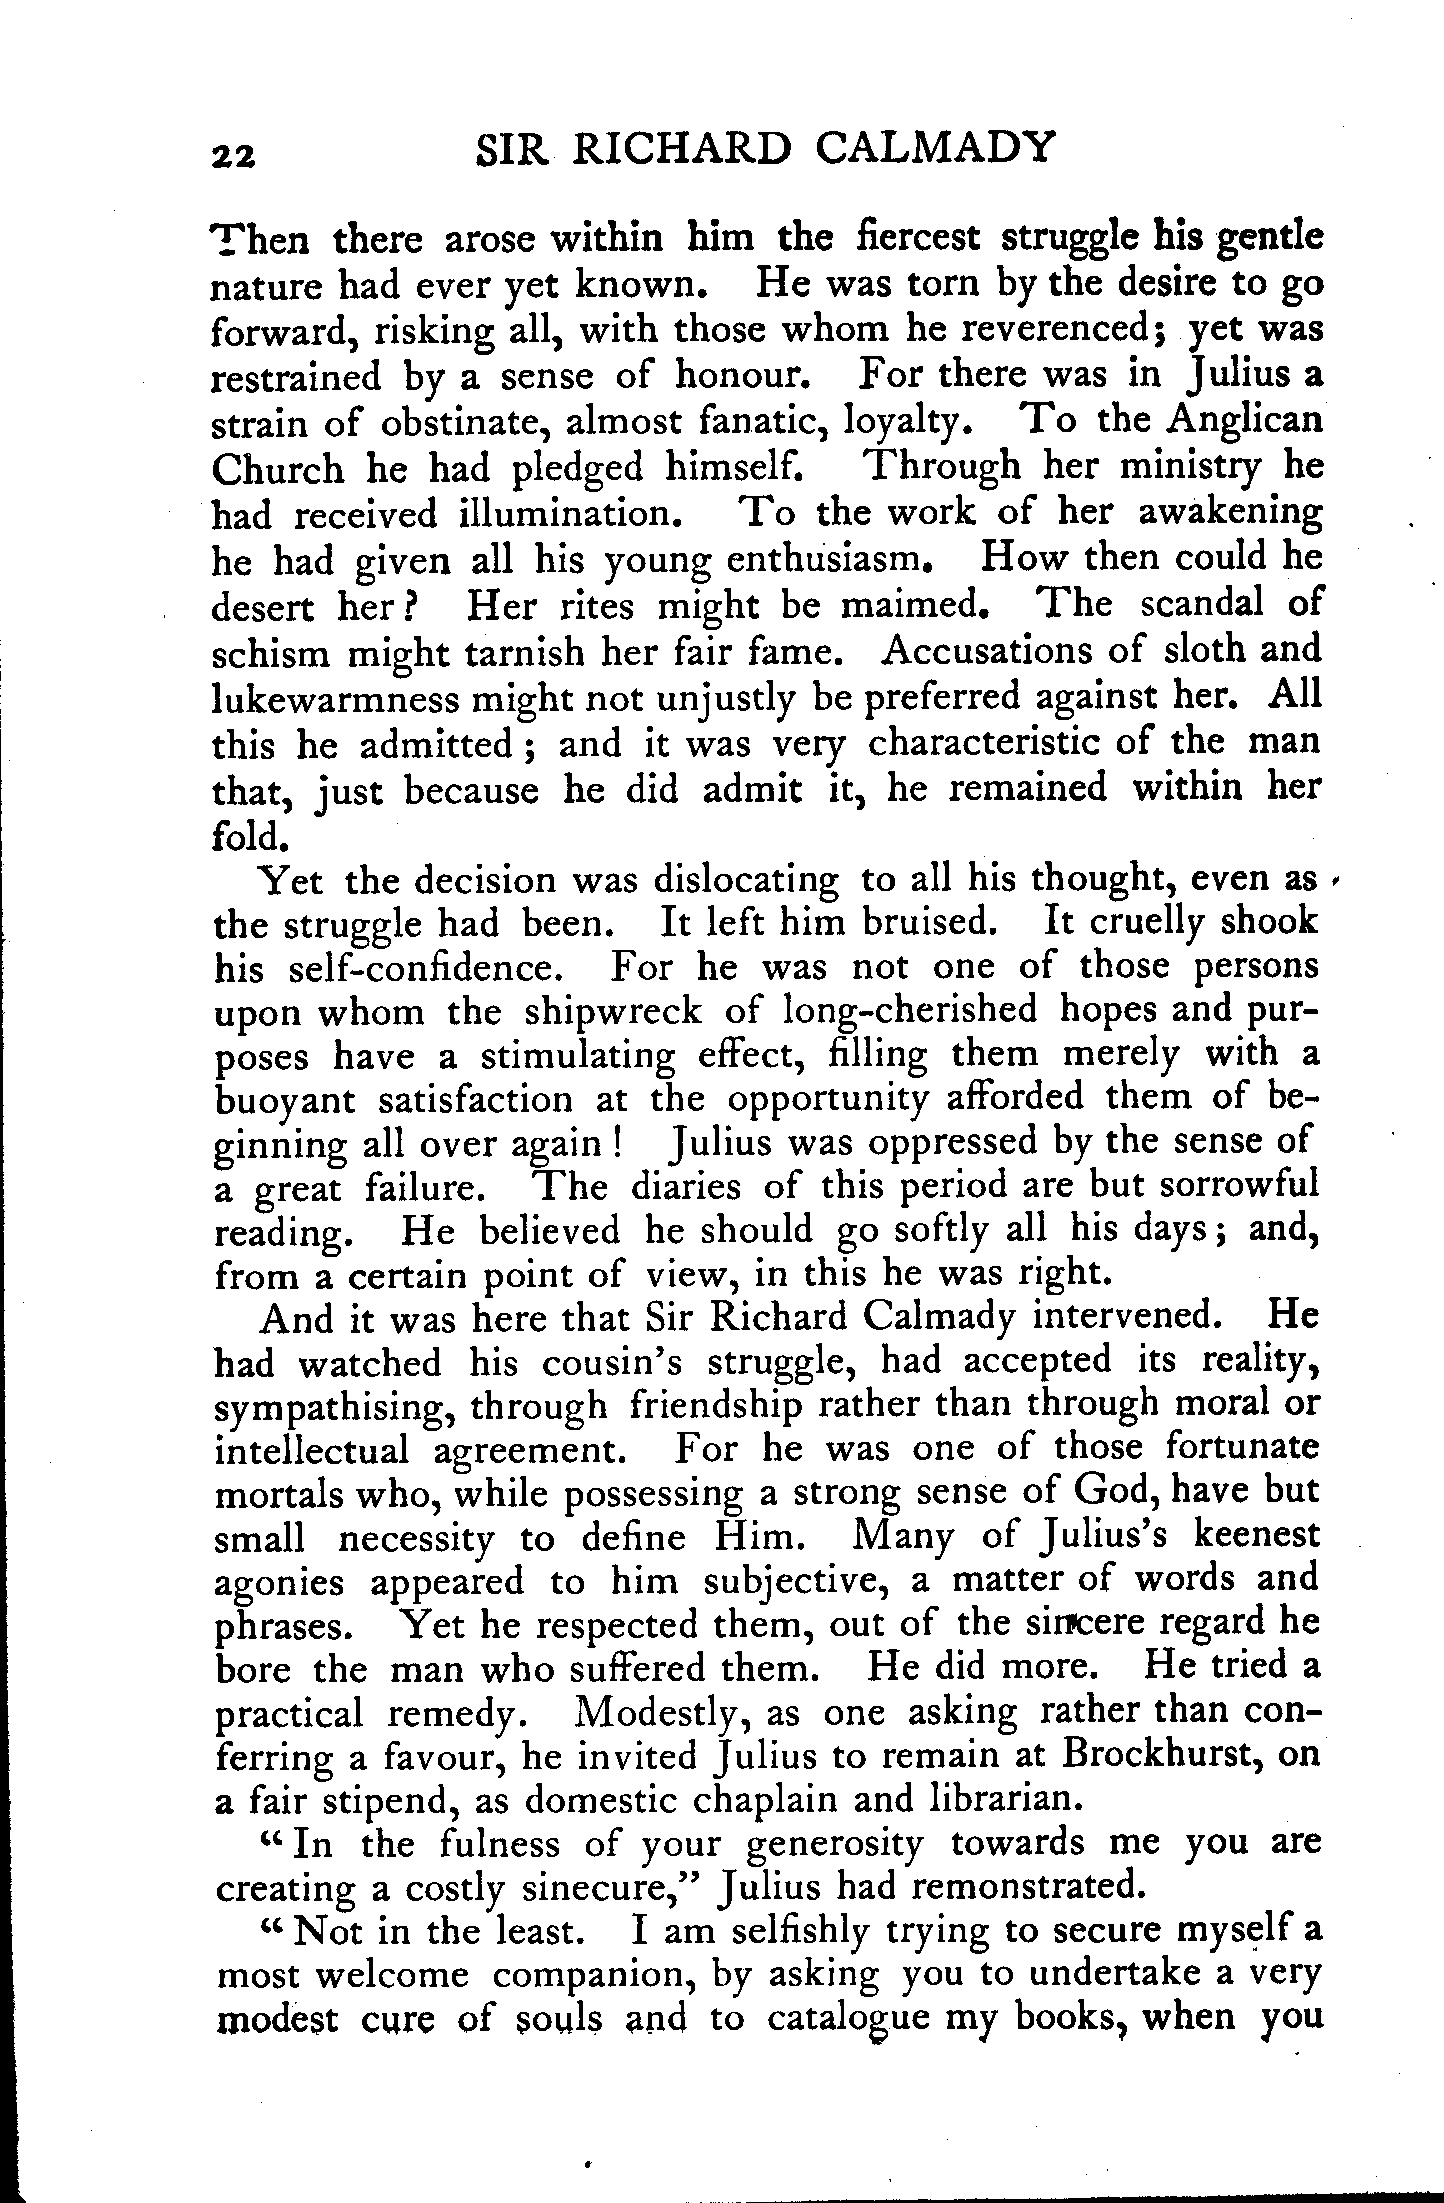 22 SIR RICHARD CALMADY
Then there arose within him the fiercest struggle his gentle
nature had ever yet known. He was torn by the desire to go
forward, risking all, with those whom he reverenced; yet was
restrained by a sense of honour. For there was in Julius a
strain of obstinate, almost fanatic, loyalty. To the Anglican
Church he had pledged himself. Through her ministry he
had received illumination. To the work of her awakening
he had given all his young enthusiasm. How then could he
desert her? Her rites might be maimed. The scandal of
schism might tarnish her fair fame. Accusations of sloth and
lukewarmness might not unjustly be preferred against her. All
this he admitted; and it was very characteristic of the man
that, just because he did admit it, he remained within her
fold.
Yet the decision was dislocating to all his thought, even as
the struggle had been. It left him bruised. It cruelly shook
his self-confidence. For he was not one of those persons
upon whom the shipwreck of long-cherished hopes and pur-
poses have a stimulating effect, filling them merely with a
buoyant satisfaction at the opportunity afforded them of be-
ginning all over again! Julius was oppressed by the sense of
a great failure. The diaries of this period are but sorrowful
reading. He believed he should go softly all his days; and,
from a certain point of view, in this he was right.
And it was here that Sir Richard Calmady intervened. He
had watched his cousin's struggle, had accepted its reality,
sympathising, through friendship rather than through moral or
intellectual agreement. For he was one of those fortunate
mortals who, while possessing a strong sense of God, have but
small necessity to define Him. Many of Julius's keenest
agonies appeared to him subjective, a matter of words and
phrases. Yet he respected them, out of the sincere regard he
bore the man who suffered them. He did more. He tried a
practical remedy. Modestly, as one asking rather than con-
ferring a favour, he invited Julius to remain at Brockhurst, on
a fair stipend, as domestic chaplain and librarian.
"In the fulness of your generosity towards me you are
creating a costly sinecure," Julius had remonstrated.
"Not in the least. I am selfishly trying to secure myself a
most welcome companion, by asking you to undertake a very
modest cure of souls and to catalogue my books, when you